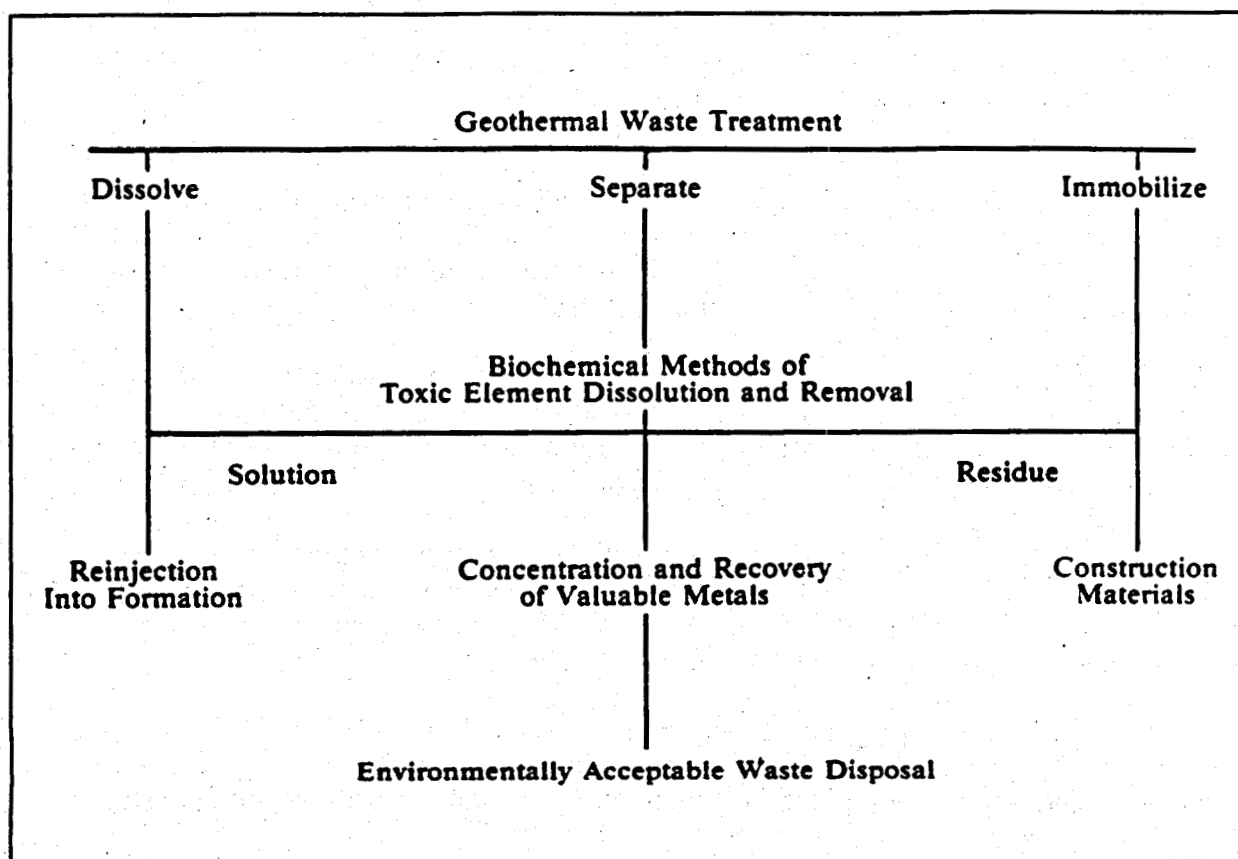 Geothermal Waste Treatment
Dissolve
Separate
Immobilize
Biochemical Methods of
Toxic Element Dissolution and Removal
Solution
Residue
Reinjection
Into Formation
Concentration and Recovery
of Valuable Metals
Construction
Materials
Environmentally Acceptable Waste Disposal